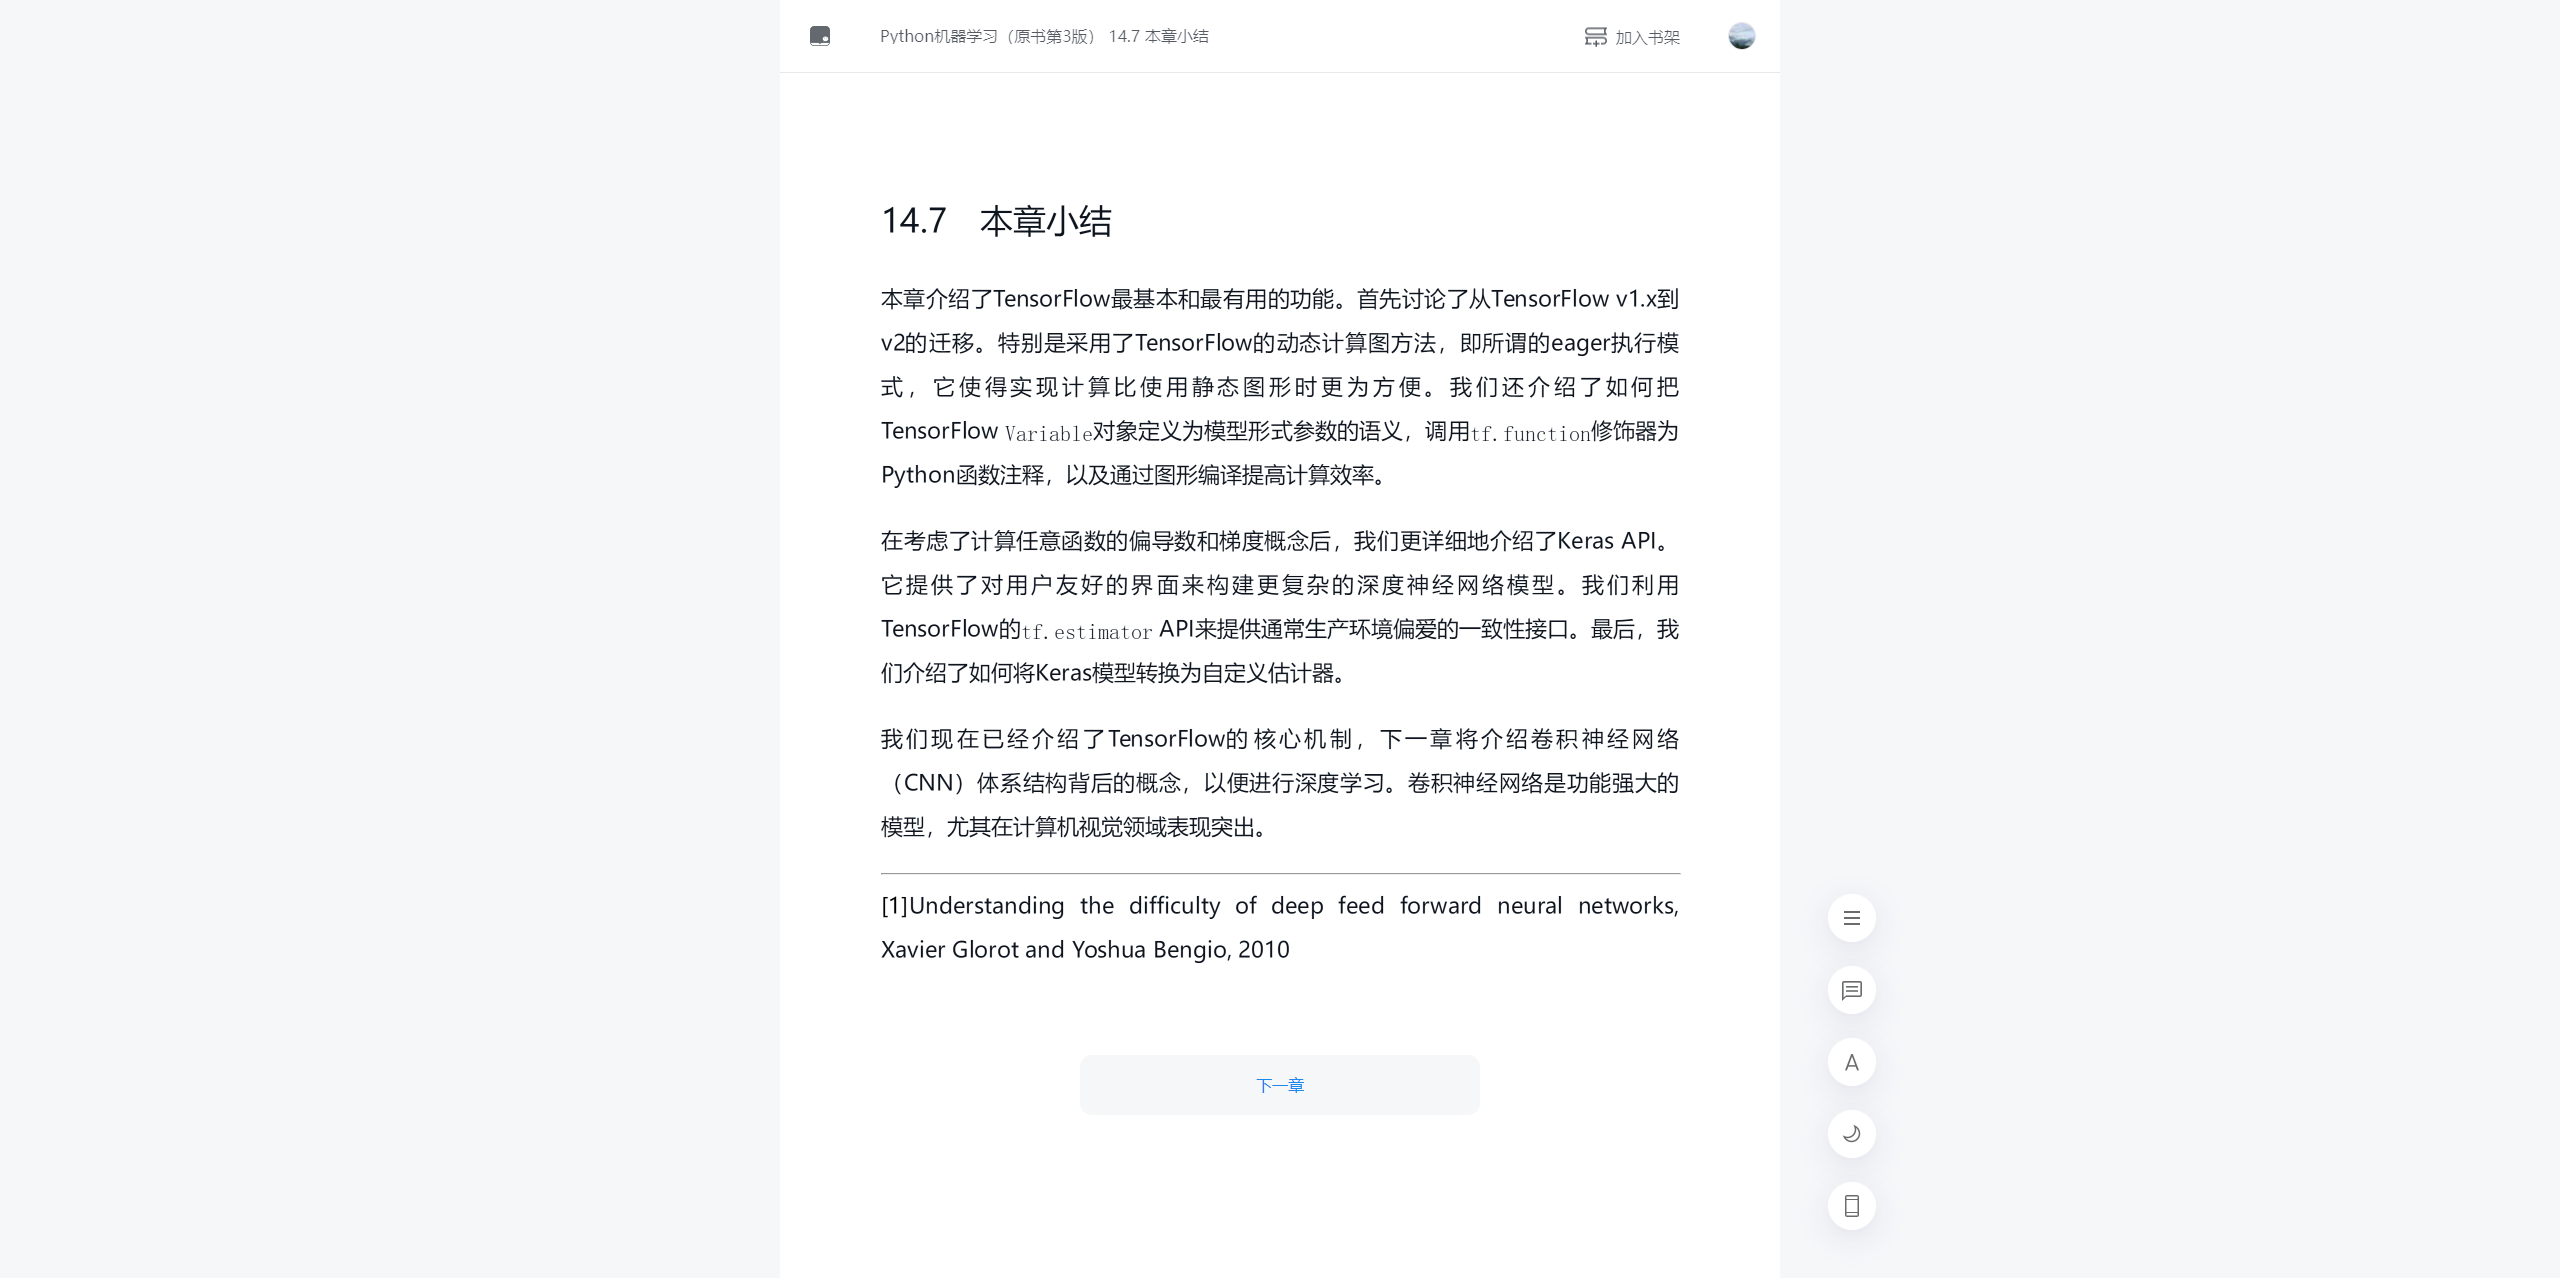 Python机器学习（原书第3版） 14.7 本章小结
加入书架
14.7 本章小结
本章介绍了TensorFlow最基本和最有用的功能。首先讨论了从TensorFlow v1.x到
v2的迁移。特别是采用了TensorFlow的动态计算图方法，即所谓的eager执行模
式，它使得实现计算比使用静态图形时更为方便。我们还介绍了如何把
TensorFlow Variable对象定义为模型形式参数的语义，调用tf.function修饰器为
Python函数注释，以及通过图形编译提高计算效率。
在考虑了计算任意函数的偏导数和梯度概念后，我们更详细地介绍了Keras API。
它提供了对用户友好的界面来构建更复杂的深度神经网络模型。我们利用
TensorFlow的tf.estimator API来提供通常生产环境偏爱的一致性接口。最后，我
们介绍了如何将Keras模型转换为自定义估计器。
我们现在已经介绍了TensorFlow的核心机制，下一章将介绍卷积神经网络
（CNN）体系结构背后的概念，以便进行深度学习。卷积神经网络是功能强大的
模型，尤其在计算机视觉领域表现突出。
[1]Understanding the difficulty of deep feed forward neural networks,
Xavier Glorot and Yoshua Bengio, 2010
下一章